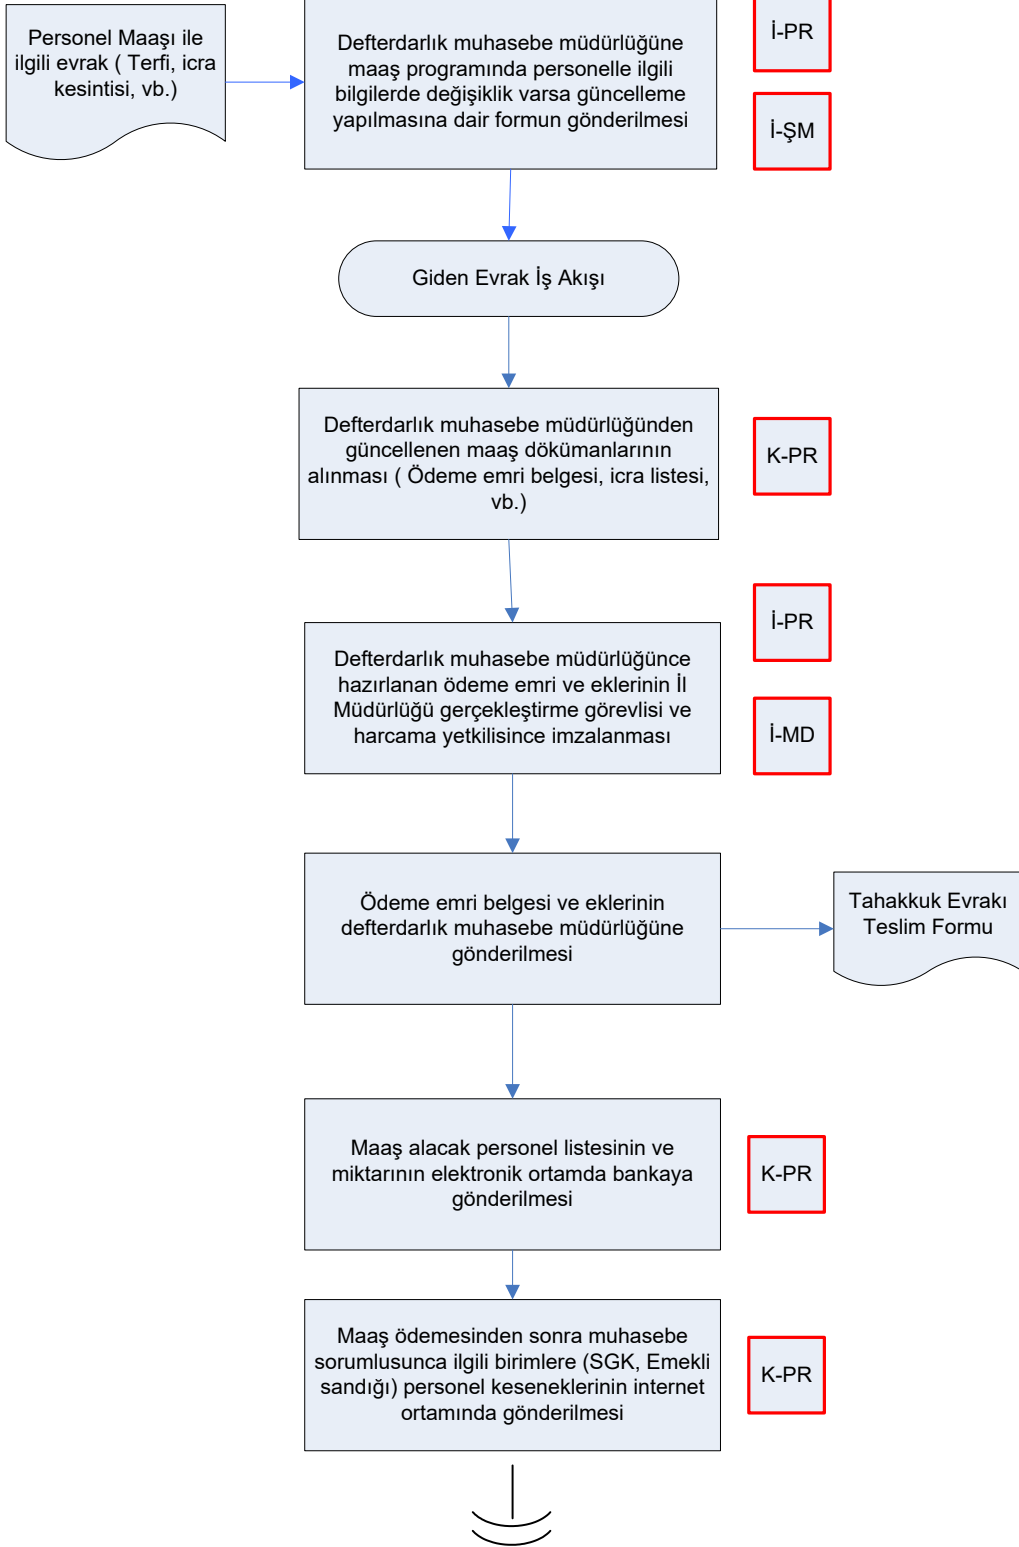 Personel Maaşı ile
ilgili evrak ( Terfi, icra
kesintisi, vb.)
Defterdarlık muhasebe müdürlüğüne
maaş programında personelle ilgili
bilgilerde değişiklik varsa güncelleme
yapılmasına dair formun gönderilmesi
İ-PR
İ-ŞM
Giden Evrak İş Akışı
Defterdarlık muhasebe müdürlüğünden
güncellenen maaş dökümanlarının
alınması ( Ödeme emri belgesi, icra listesi,
vb.)
K-PR
Defterdarlık muhasebe müdürlüğünce
hazırlanan ödeme emri ve eklerinin İl
Müdürlüğü gerçekleştirme görevlisi ve
harcama yetkilisince imzalanması
İ-PR
İ-MD
Ödeme emri belgesi ve eklerinin
defterdarlık muhasebe müdürlüğüne
gönderilmesi
Tahakkuk Evrakı
Teslim Formu
Maaş alacak personel listesinin ve
miktarının elektronik ortamda bankaya
gönderilmesi
K-PR
Maaş ödemesinden sonra muhasebe
sorumlusunca ilgili birimlere (SGK, Emekli
sandığı) personel keseneklerinin internet
ortamında gönderilmesi
K-PR